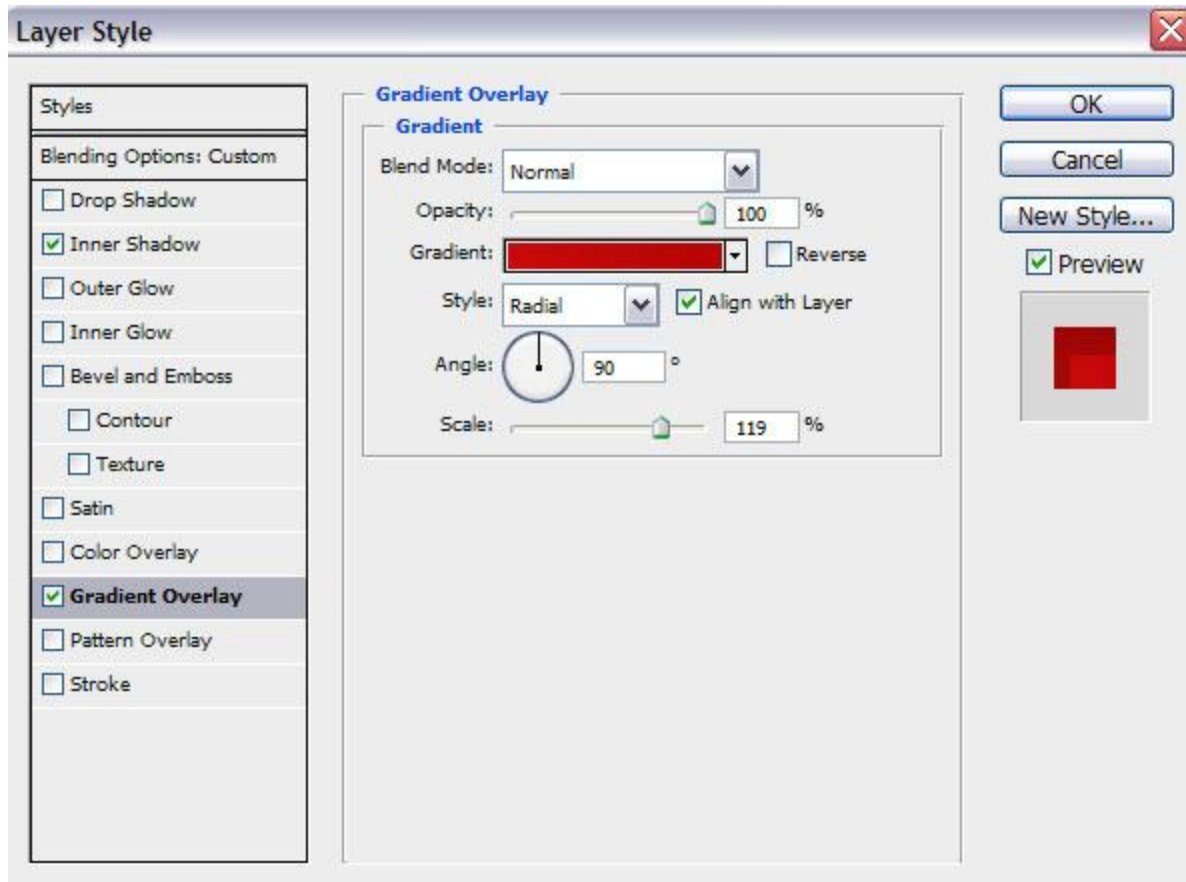 Layer Style
Styles
Blending Options: Custom
Drop Shadow
Inner Shadow
Outer Glow
Inner Glow
Bevel and Emboss
Contour
Texture
Satin
Color Overlay
Gradient Overlay
Pattern Overlay
Stroke
Gradient Overlay
Gradient
Blend Mode: Normal
Opacity: 100 %
Gradient: Reverse
Style: Radial Align with Layer
Angle: 90 °
Scale: 119 %
OK
Cancel
New Style...
Preview